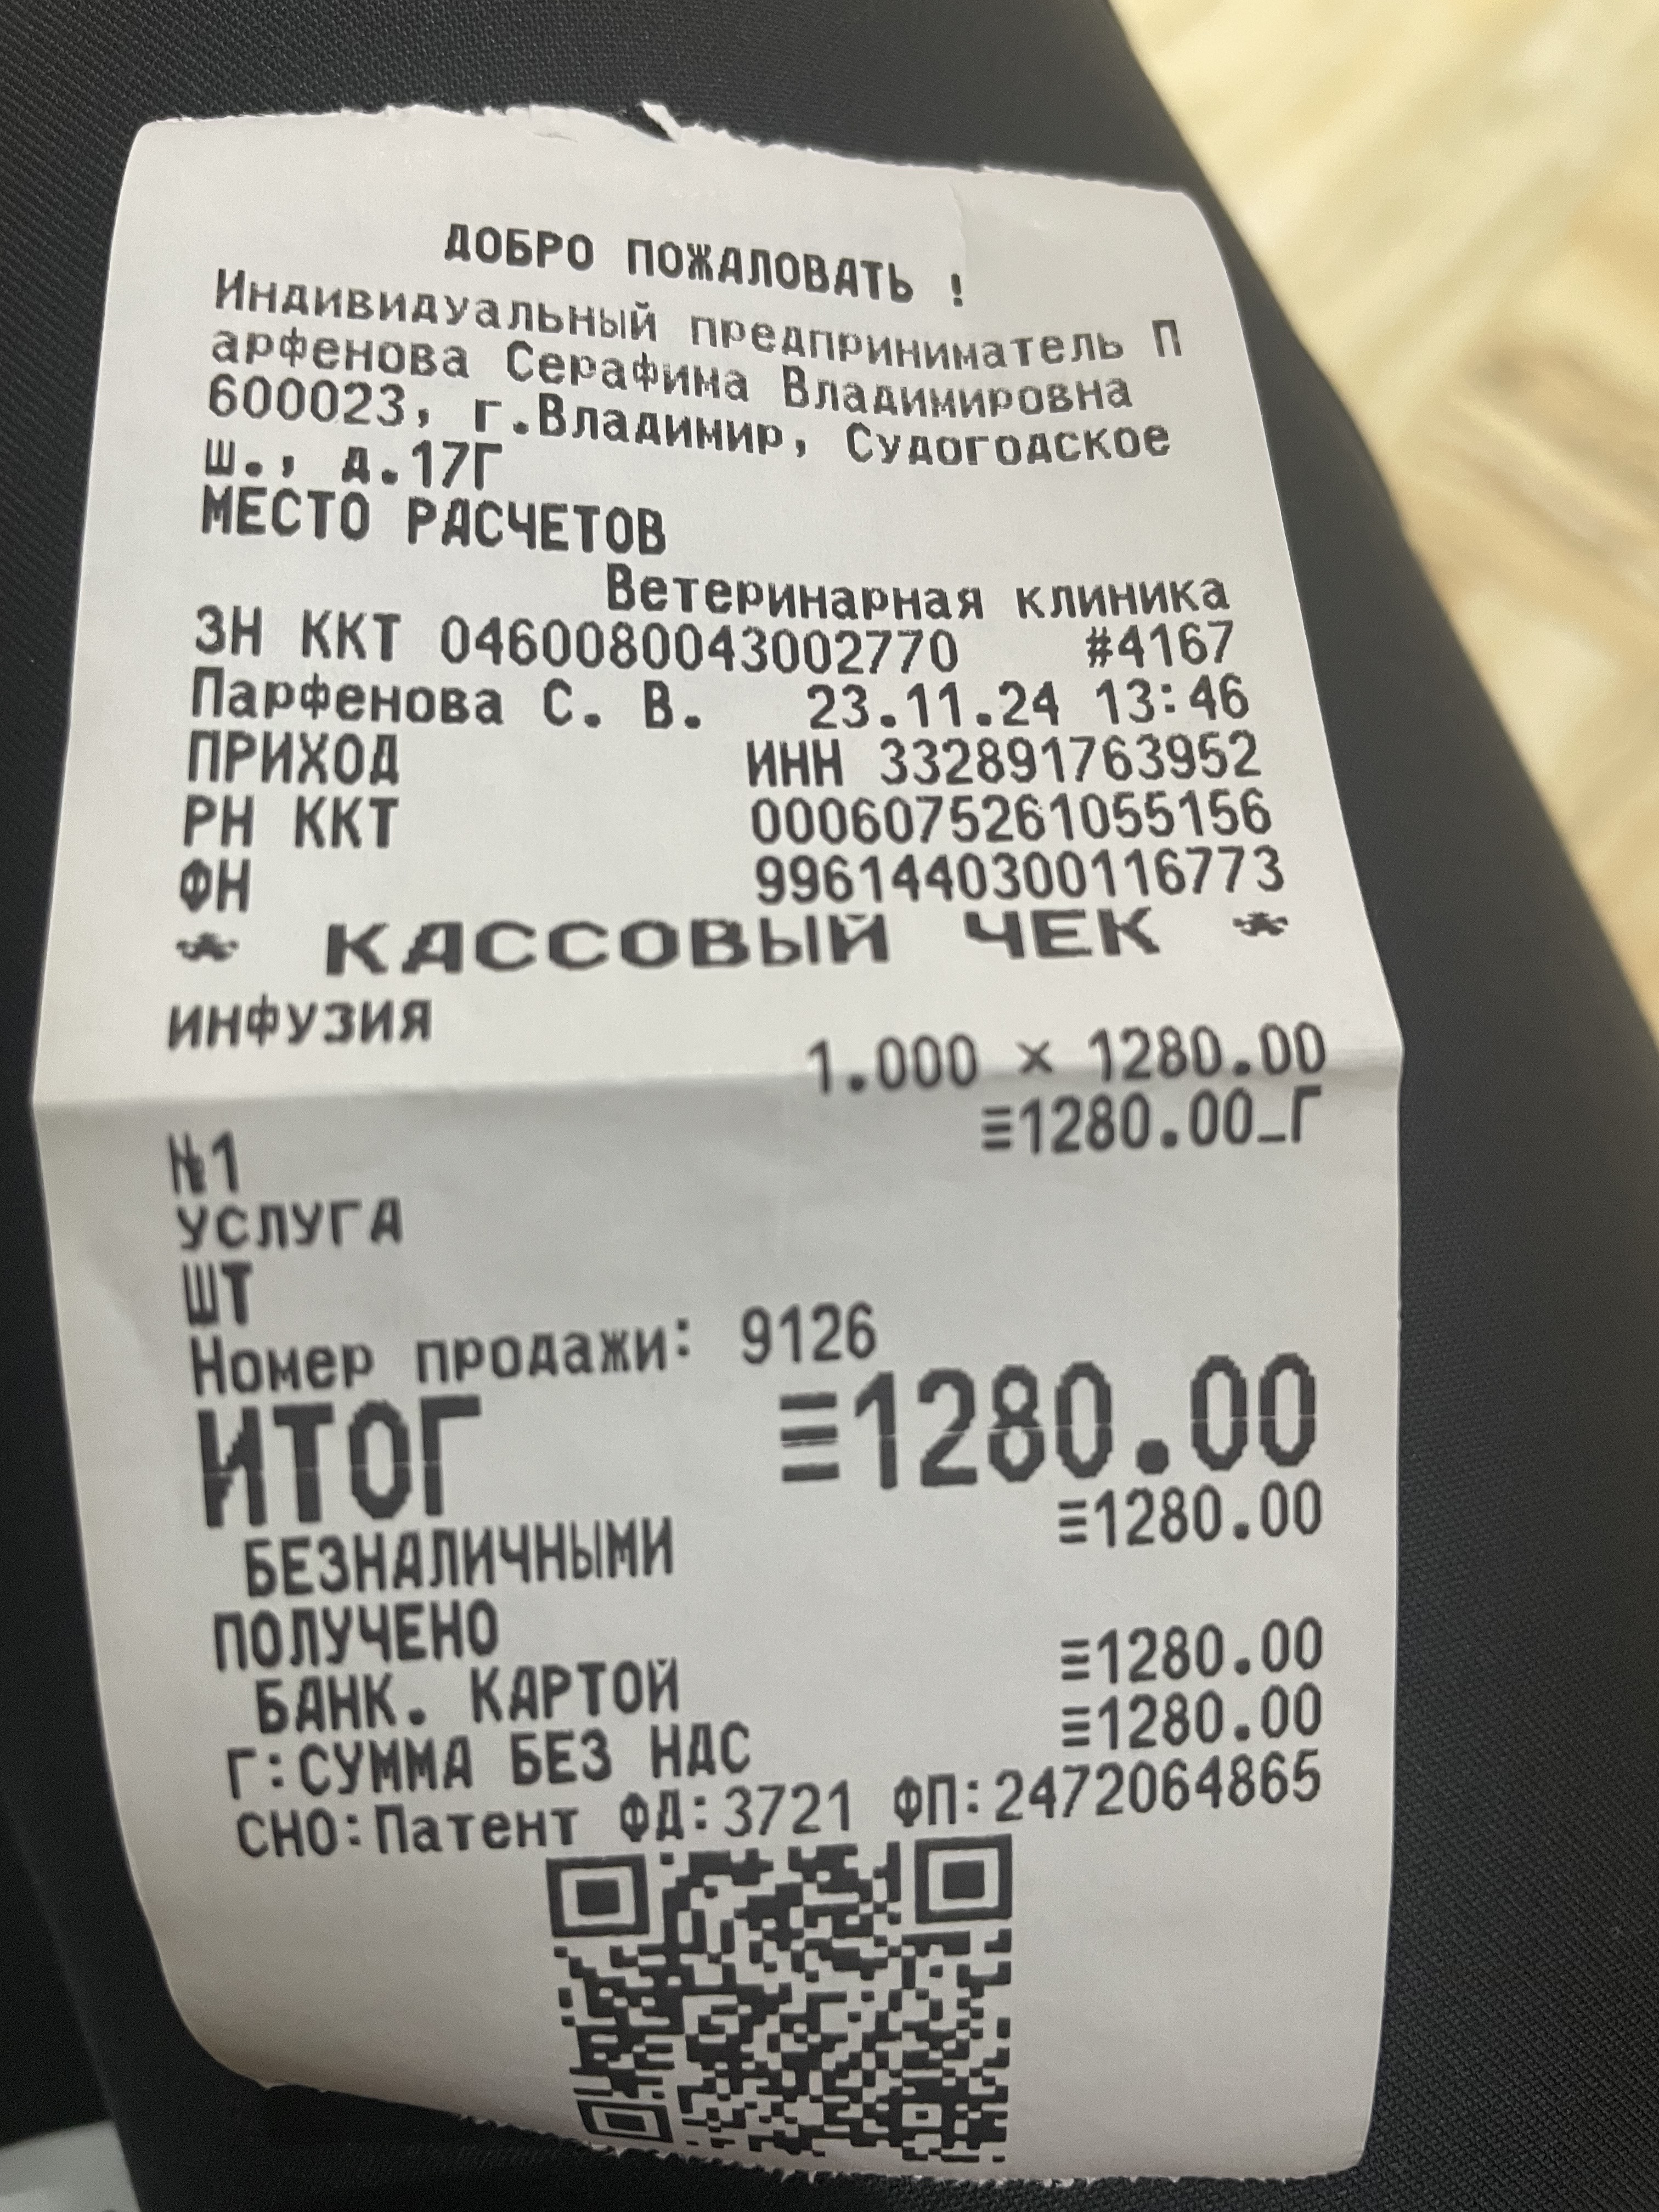 ДОБРО ПОЖАЛОВАТЬ !
Индивидуальный предприниматель П
арфенова Серафима Владимировна
600023, г.Владимир, Судогодское
ш., д.17Г
МЕСТО РАСЧЕТОВ
Ветеринарная клиника
ЗН ККТ 0460080043002770 #4167
Парфенова С. В. 23.11.24 13:46
ПРИХОД ИНН 332891763952
РН ККТ 0006075261055156
ФН 9961440300116773
* КАССОВЫЙ ЧЕК *
ИНФУЗИЯ
1.000 × 1280.00
≡1280.00_Г
№1
УСЛУГА
ШТ
Номер продажи: 9126
ИТОГ ≡1280.00
БЕЗНАЛИЧНЫМИ ≡1280.00
ПОЛУЧЕНО
БАНК. КАРТОЙ ≡1280.00
Г:СУММА БЕЗ НДС ≡1280.00
СНО:Патент ФД:3721 ФП:2472064865